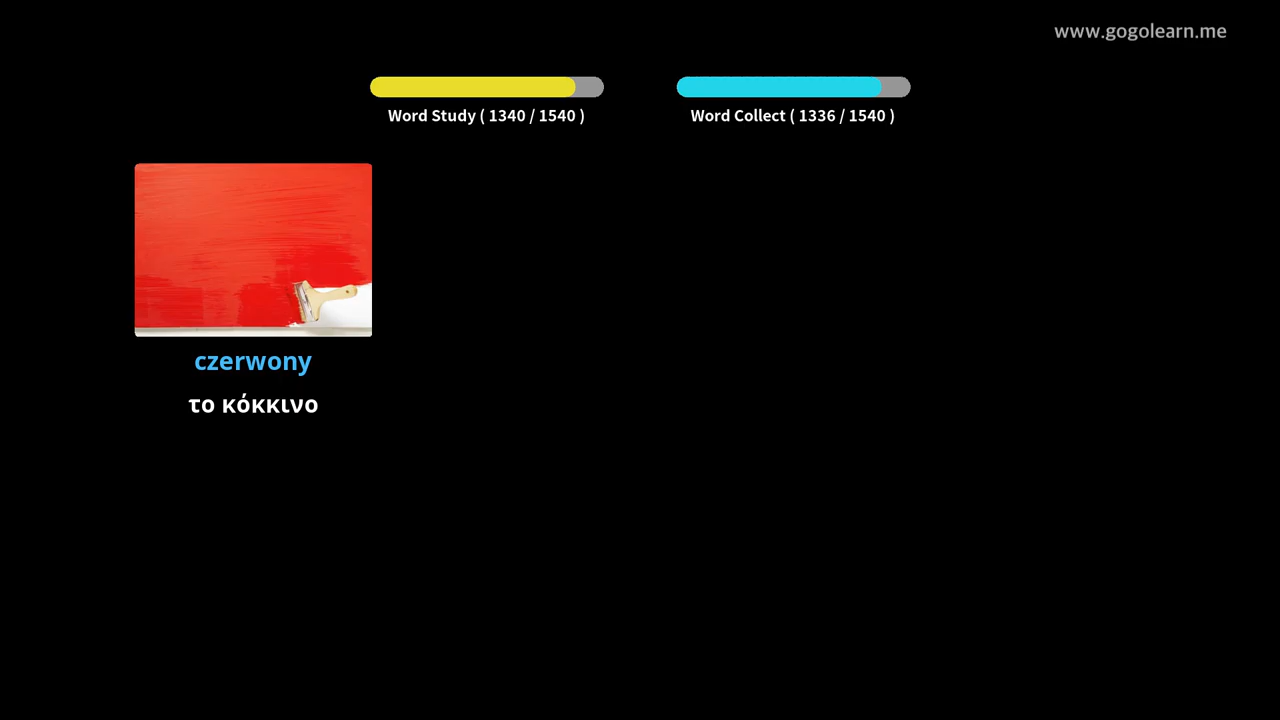 www.gogolearn.me
Word Study ( 1340 / 1540 )
Word Collect ( 1336 / 1540 )
czerwony
το κόκκινο